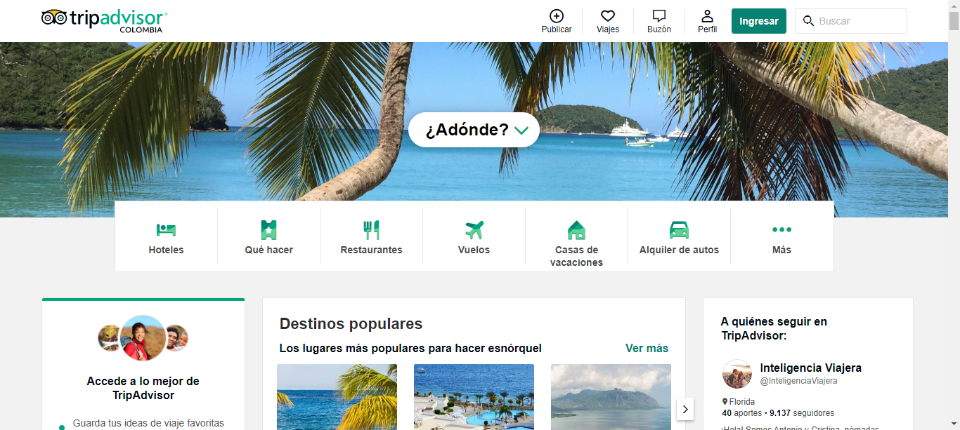 tripadvisor®
COLOMBIA
Publicar
Viajes
Buzón
Perfil
Ingresar
Buscar
¿Adónde?
Hoteles
Qué hacer
Restaurantes
Vuelos
Casas de
vacaciones
Alquiler de autos
Más
Accede a lo mejor de
TripAdvisor
Guarda tus ideas de viaje favoritas
Destinos populares
Los lugares más populares para hacer esnórquel
Ver más
A quiénes seguir en
TripAdvisor:
Inteligencia Viajera
@InteligenciaViajera
Florida
40 aportes • 9.137 seguidores
¡Hola! Somos Antonio y Cristina, nómadas